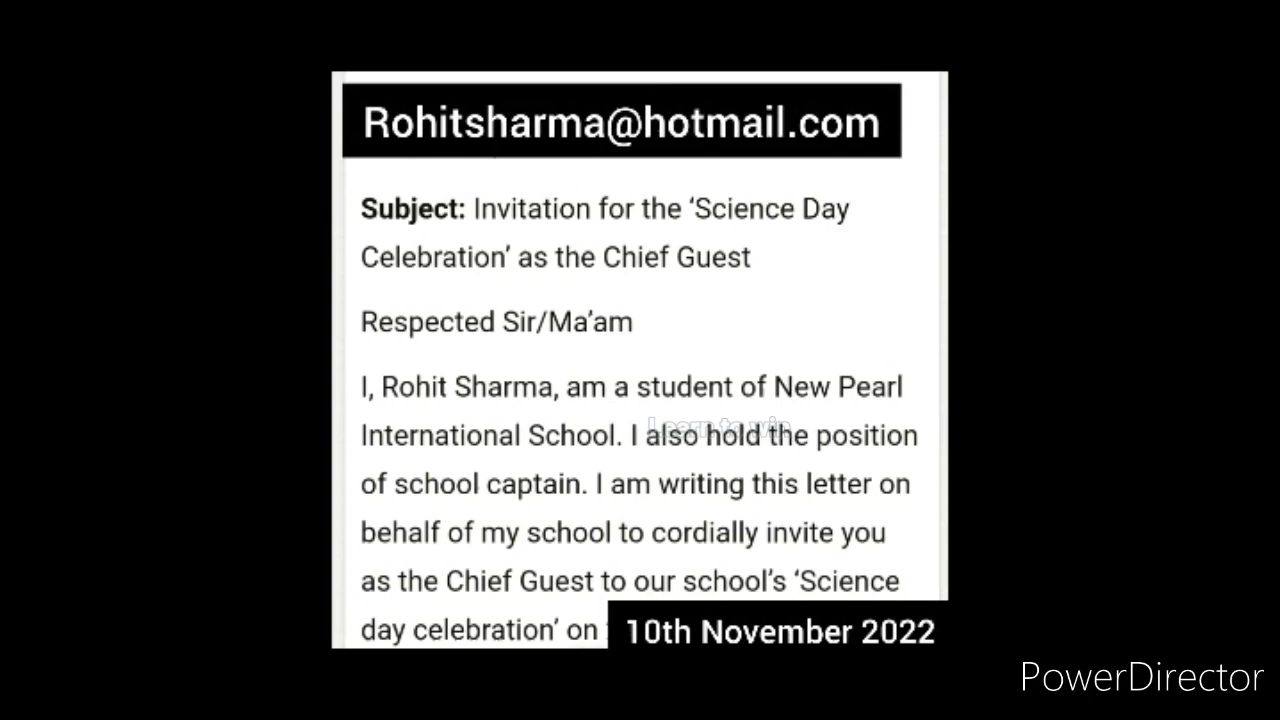 Rohitsharma@hotmail.com
Subject: Invitation for the ‘Science Day
Celebration’ as the Chief Guest
Respected Sir/Ma’am
I, Rohit Sharma, am a student of New Pearl
Learn to win
International School. I also hold the position
of school captain. I am writing this letter on
behalf of my school to cordially invite you
as the Chief Guest to our school’s ‘Science
day celebration’ on 10th November 2022
PowerDirector